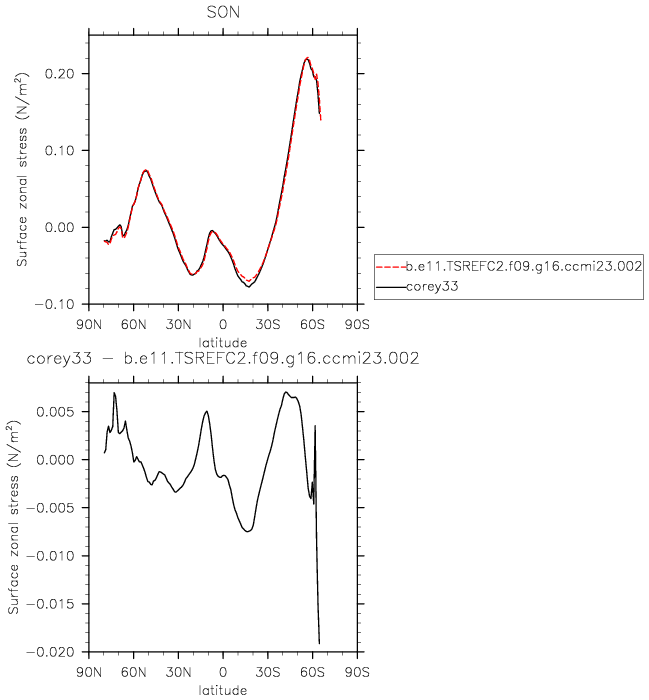 SON
Surface zonal stress (N/m²)
0.20
0.10
0.00
−0.10
90N 60N 30N 0 30S 60S 90S
latitude
b.e11.TSREFC2.f09.g16.ccmi23.002
corey33
corey33 − b.e11.TSREFC2.f09.g16.ccmi23.002
Surface zonal stress (N/m²)
0.005
0.000
−0.005
−0.010
−0.015
−0.020
90N 60N 30N 0 30S 60S 90S
latitude